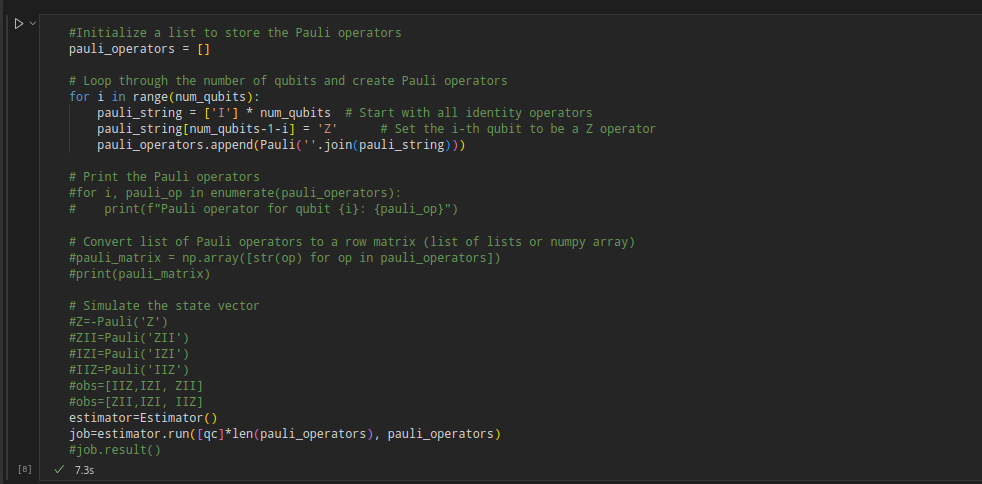 #Initialize a list to store the Pauli operators
pauli_operators = []
# Loop through the number of qubits and create Pauli operators
for i in range(num_qubits):
    pauli_string = ['I'] * num_qubits  # Start with all identity operators
    pauli_string[num_qubits-1-i] = 'Z'      # Set the i-th qubit to be a Z operator
    pauli_operators.append(Pauli(''.join(pauli_string)))
# Print the Pauli operators
#for i, pauli_op in enumerate(pauli_operators):
#    print(f"Pauli operator for qubit {i}: {pauli_op}")
# Convert list of Pauli operators to a row matrix (list of lists or numpy array)
#pauli_matrix = np.array([str(op) for op in pauli_operators])
#print(pauli_matrix)
# Simulate the state vector
#Z=-Pauli('Z')
#ZII=Pauli('ZII')
#IZI=Pauli('IZI')
#IIZ=Pauli('IIZ')
#obs=[IIZ,IZI, ZII]
#obs=[ZII,IZI, IIZ]
estimator=Estimator()
job=estimator.run([qc]*len(pauli_operators), pauli_operators)
#job.result()
[8] 7.3s